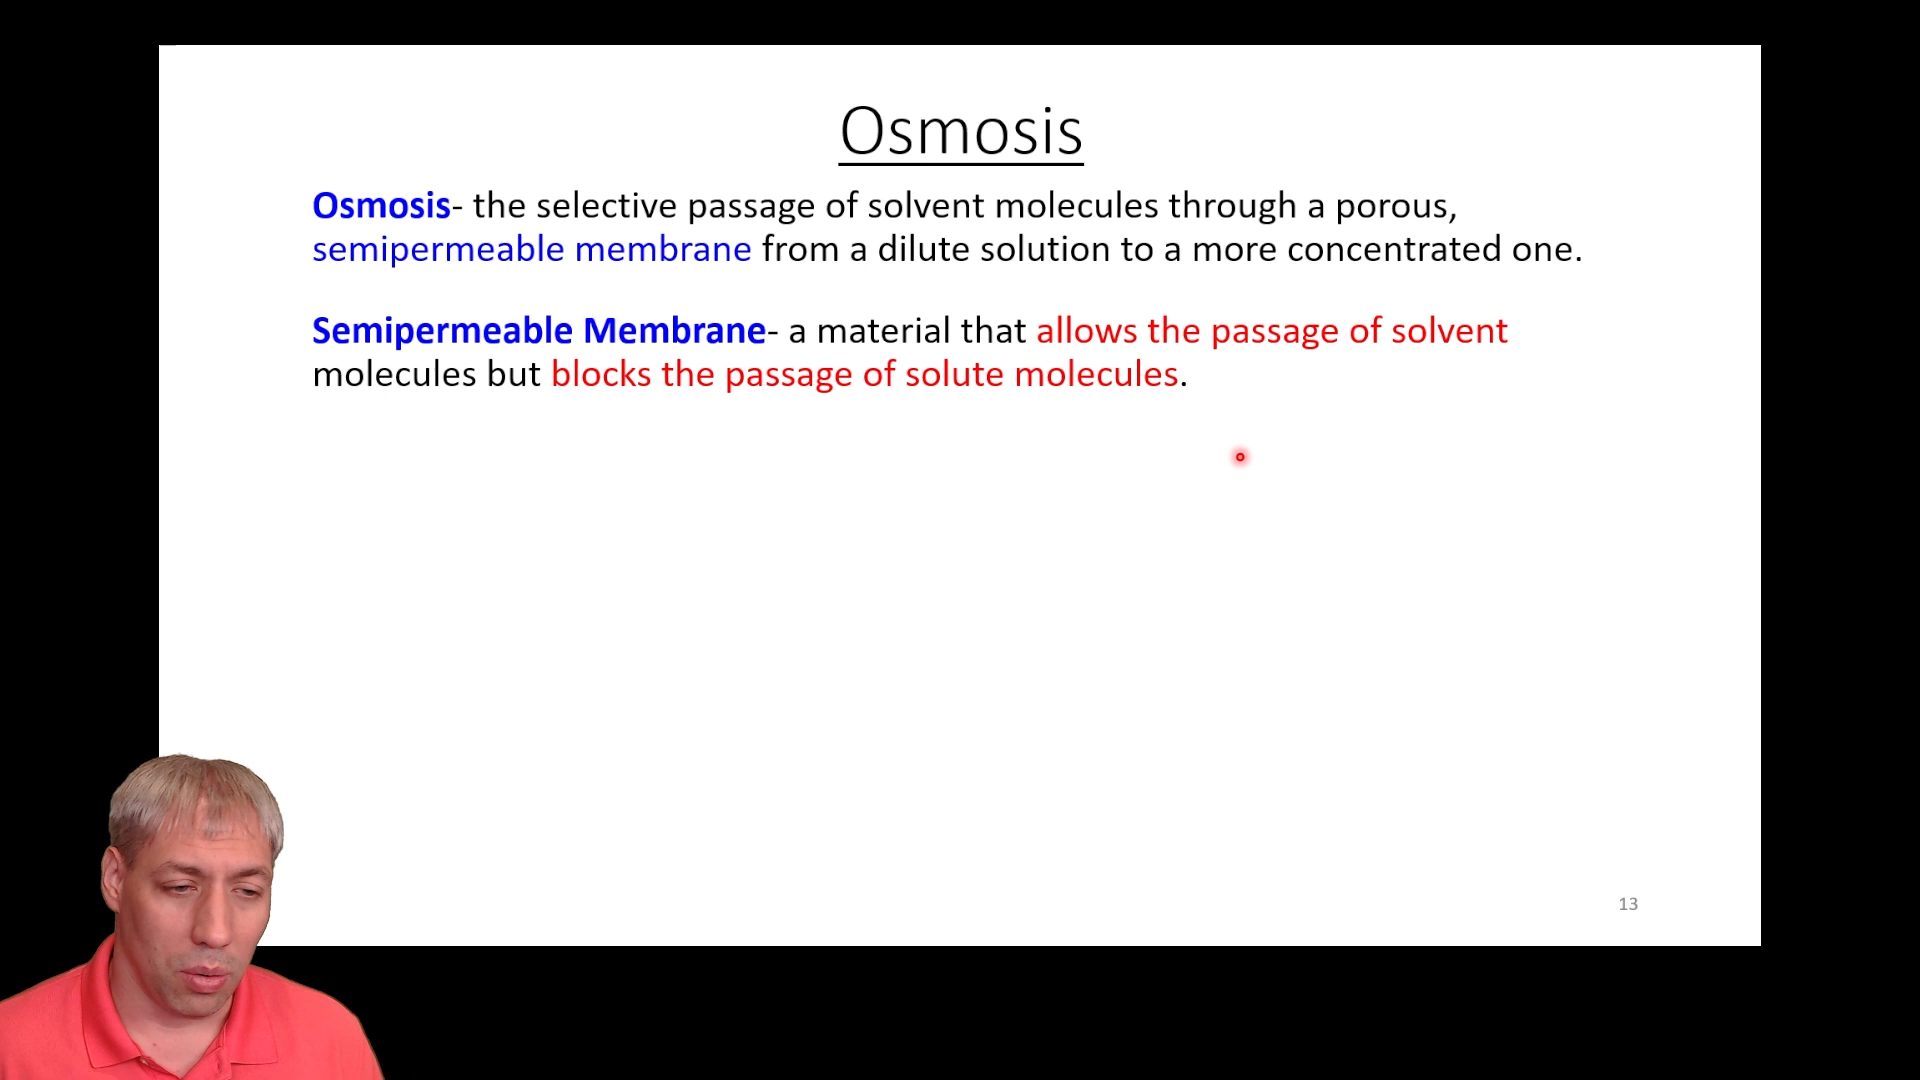 Osmosis
Osmosis- the selective passage of solvent molecules through a porous,
semipermeable membrane from a dilute solution to a more concentrated one.
Semipermeable Membrane- a material that allows the passage of solvent
molecules but blocks the passage of solute molecules.
13